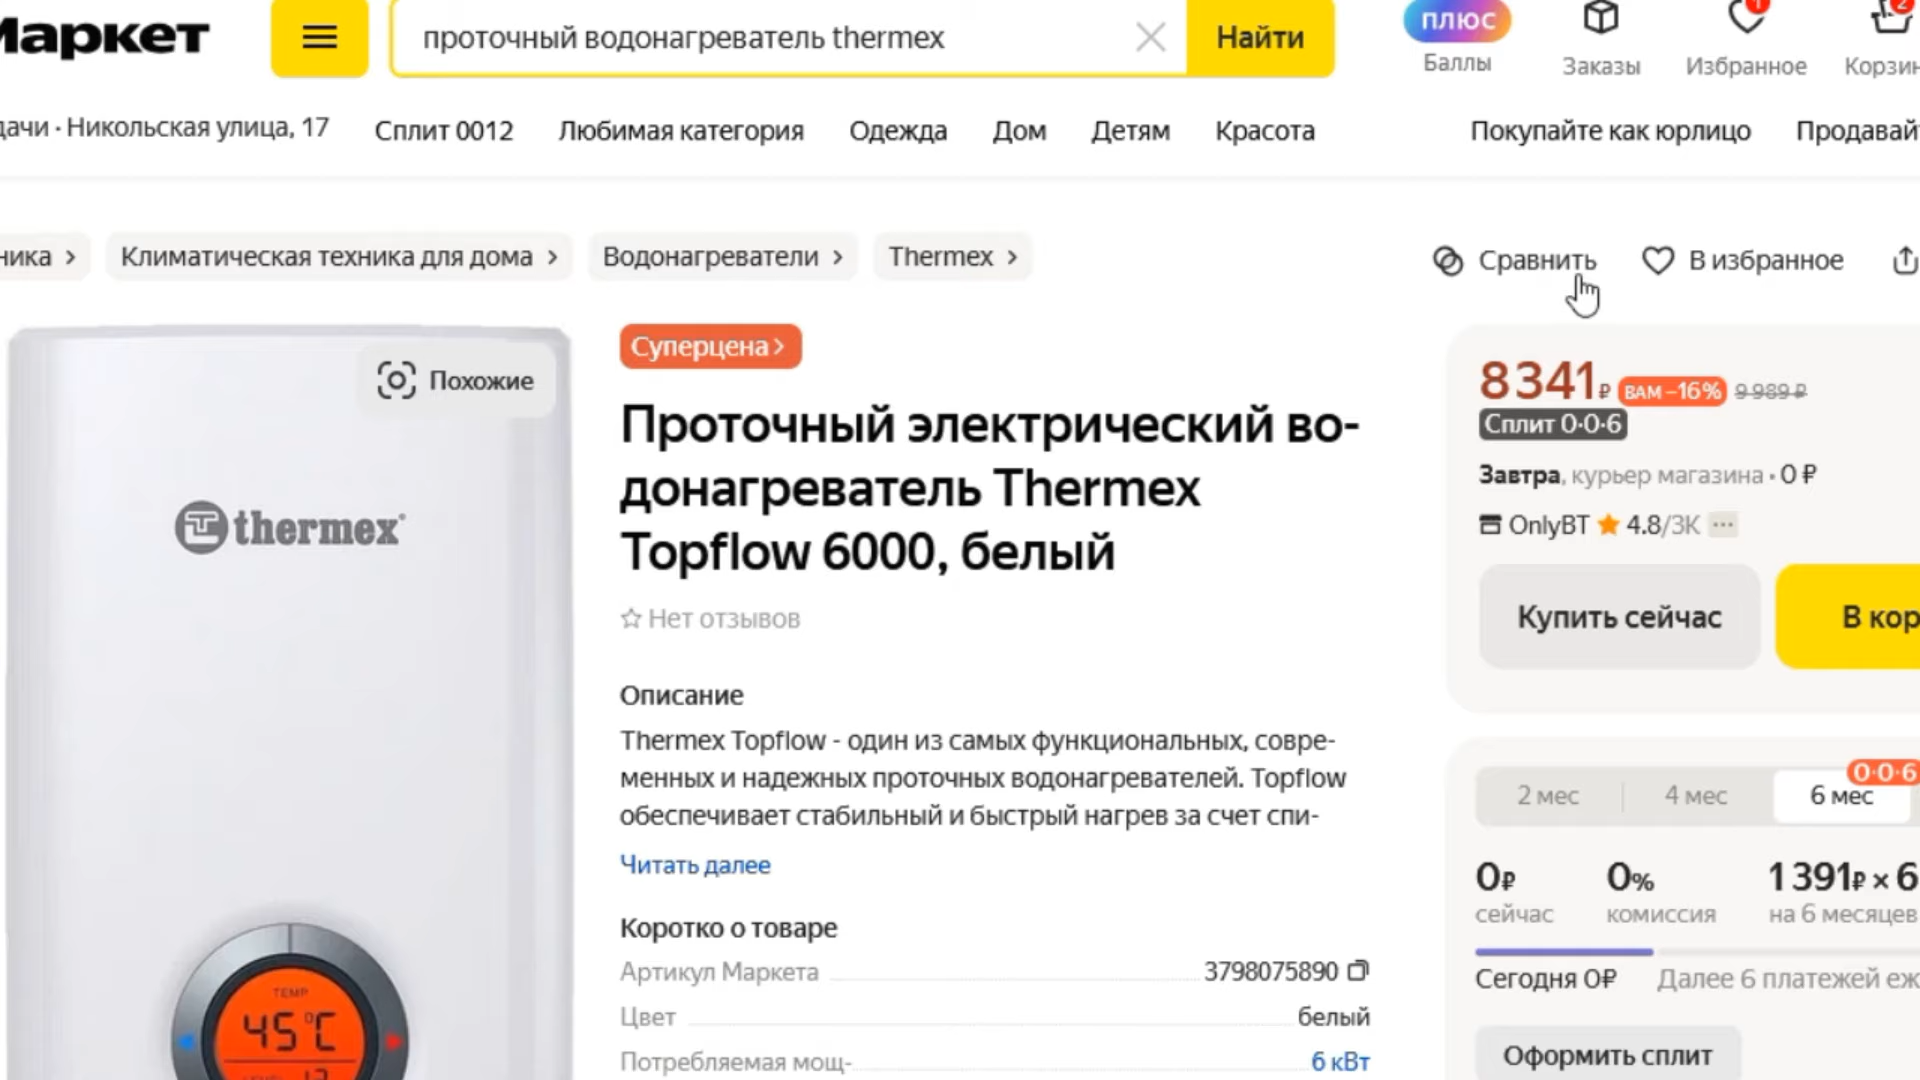 Маркет
проточный водонагреватель thermex
Найти
плюс
Баллы
Заказы
1
Избранное
2
Никольская улица, 17
Сплит 0012
Любимая категория
Одежда
Дом
Детям
Красота
Покупайте как юрлицо
Климатическая техника для дома
Водонагреватели
Thermex
Сравнить
В избранное
Похожие
thermex
TEMP
45°C
Суперцена
Проточный электрический во-
донагреватель Thermex
Topflow 6000, белый
Нет отзывов
Описание
Thermex Topflow - один из самых функциональных, совре-
менных и надежных проточных водонагревателей. Topflow
обеспечивает стабильный и быстрый нагрев за счет спи-
Читать далее
Коротко о товаре
Артикул Маркета 3798075890
Цвет белый
Потребляемая мощ- 6 кВт
8 341 ₽ ВАМ –16% 9 989 ₽
Сплит 0·0·6
Завтра, курьер магазина · 0 ₽
OnlyBT 4.8/3K ···
Купить сейчас
В кор
2 мес
4 мес
6 мес
0·0·6
0₽
сейчас
0%
комиссия
1 391₽ × 6
на 6 месяцев
Сегодня 0₽
Далее 6 платежей еж
Оформить сплит